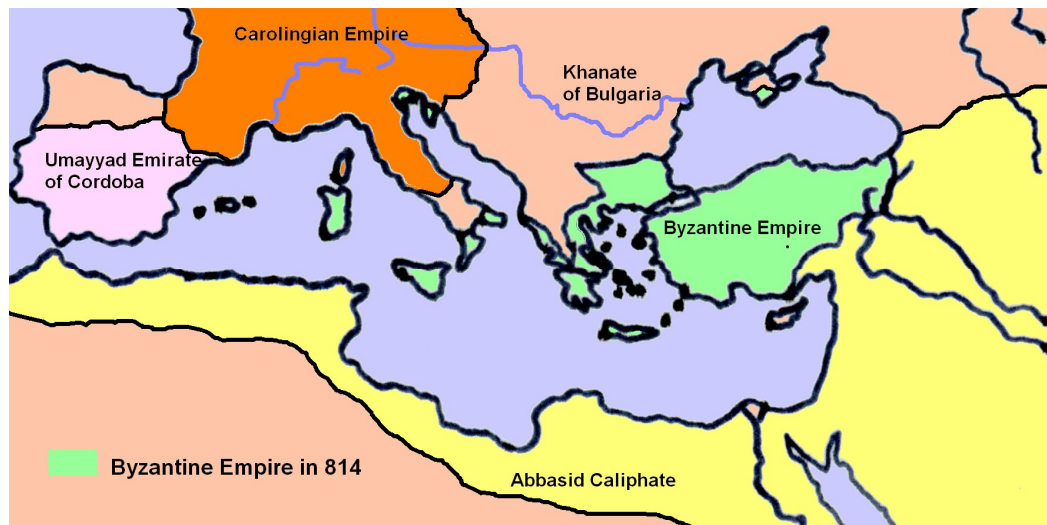 Carolingian Empire
Khanate
of Bulgaria
Umayyad Emirate
of Cordoba
Byzantine Empire
Byzantine Empire in 814
Abbasid Caliphate